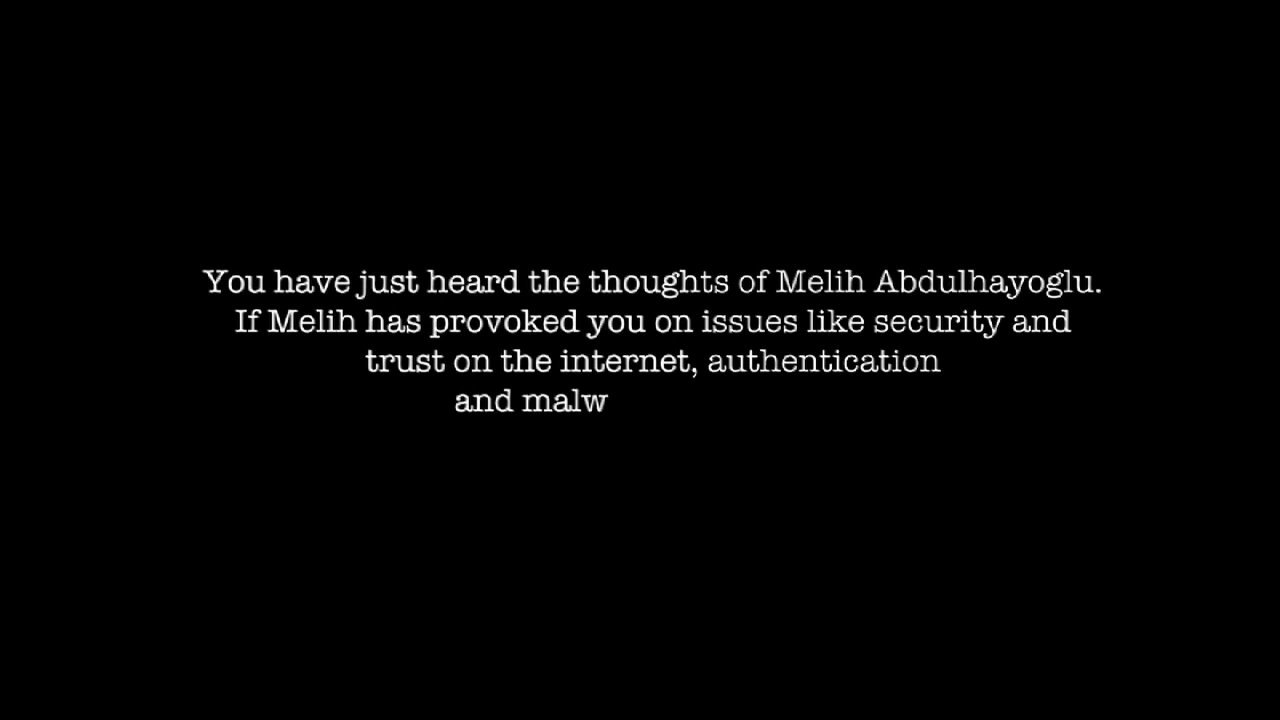 You have just heard the thoughts of Melih Abdulhayoglu.
If Melih has provoked you on issues like security and
trust on the internet, authentication
and malw